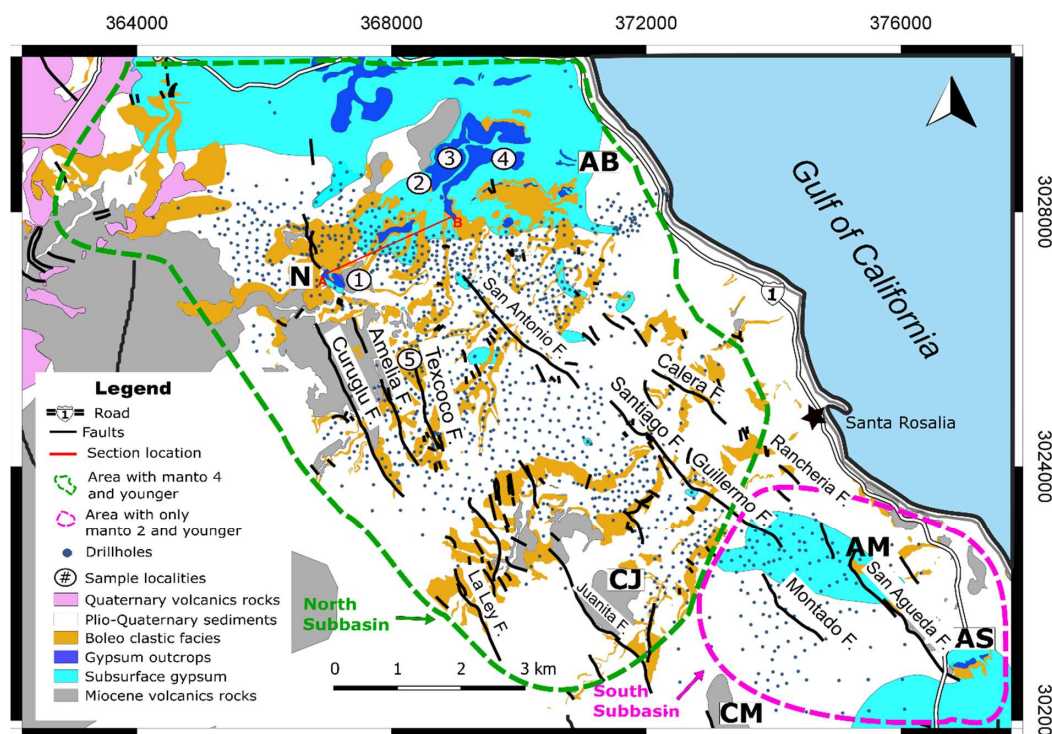 364000
368000
372000
376000
3028000
3024000
302000
Gulf of California
AB
3
4
2
B
A
N
1
5
1
San Antonio F.
Curuglu F.
Amelia F.
Texcoco F.
Calera F.
Santiago F.
Guillermo F.
Rancheria F.
Santa Rosalia
Legend
1 Road
Faults
Section location
Area with manto 4
and younger
Area with only
manto 2 and younger
Drillholes
# Sample localities
Quaternary volcanics rocks
Plio-Quaternary sediments
Boleo clastic facies
Gypsum outcrops
Subsurface gypsum
Miocene volcanics rocks
North
Subbasin
La Ley F.
Juanita F.
CJ
AM
Montado F.
San Agueda F.
AS
South
Subbasin
CM
0 1 2 3 km